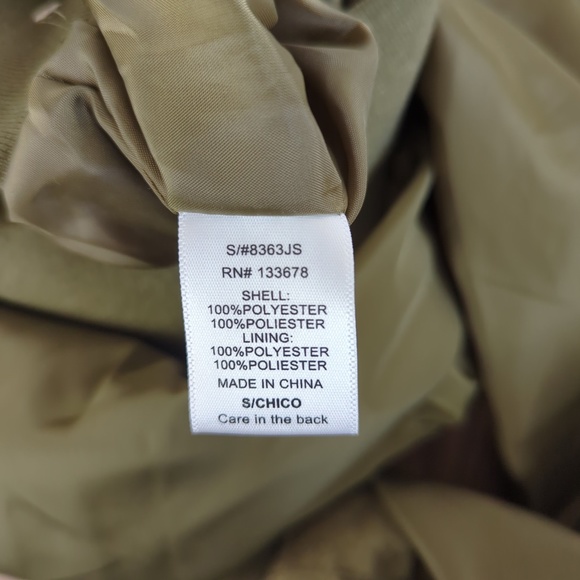 S/#8363JS
RN# 133678
SHELL:
100%POLYESTER
100%POLIESTER
LINING:
100%POLYESTER
100%POLIESTER
MADE IN CHINA
S/CHICO
Care in the back